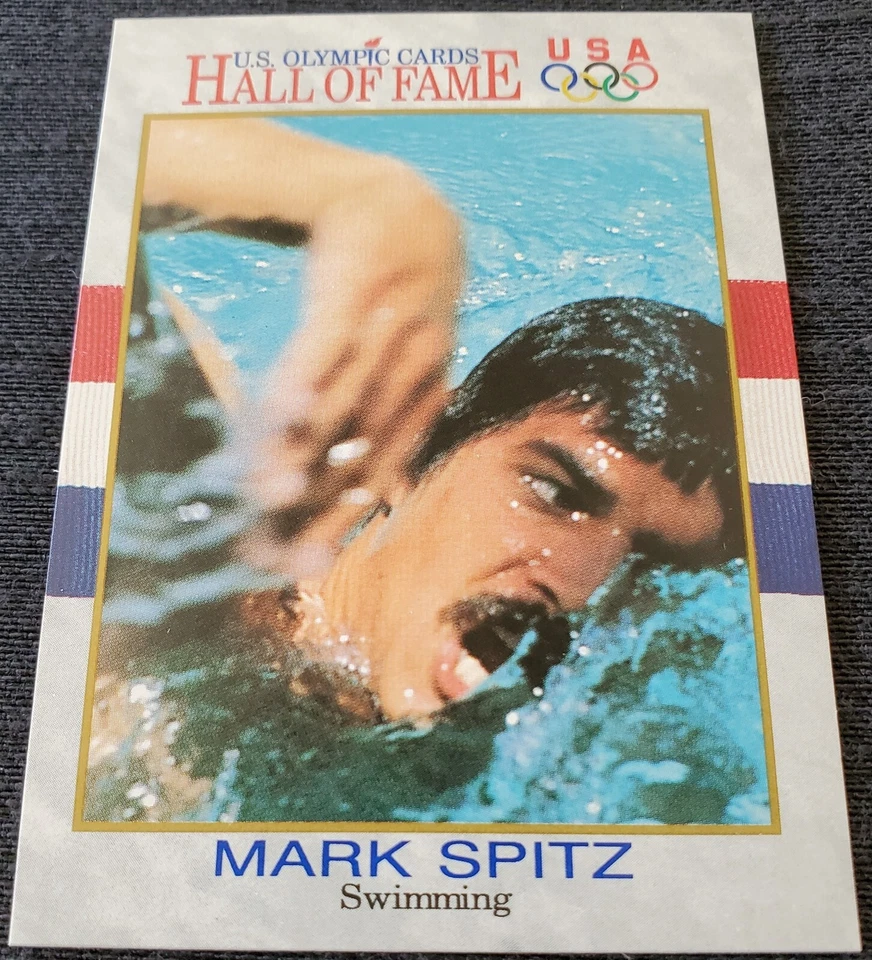 U.S. OLYMPIC CARDS
HALL OF FAME
USA
MARK SPITZ
Swimming